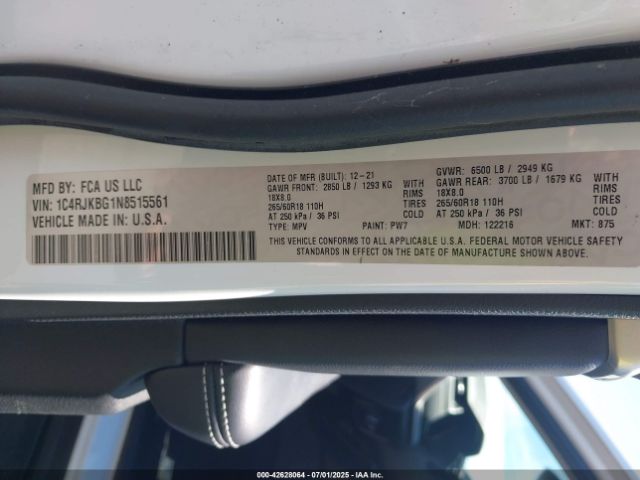 MFD BY: FCA US LLC
VIN: 1C4RJKBG1N8515561
VEHICLE MADE IN: U.S.A.
DATE OF MFR (BUILT): 12-21
GAWR FRONT: 2850 LB / 1293 KG WITH
18X8.0 RIMS
265/60R18 110H TIRES
AT 250 kPa / 36 PSI COLD
TYPE: MPV PAINT: PW7
GVWR: 6500 LB / 2949 KG
GAWR REAR: 3700 LB / 1679 KG WITH
18X8.0 RIMS
265/60R18 110H TIRES
AT 250 kPa / 36 PSI COLD
MDH: 122216 MKT: 875
THIS VEHICLE CONFORMS TO ALL APPLICABLE U.S.A. FEDERAL MOTOR VEHICLE SAFETY
STANDARDS IN EFFECT ON THE DATE OF MANUFACTURE SHOWN ABOVE
000-42628064 / 07/01/2025 / COPART.COM